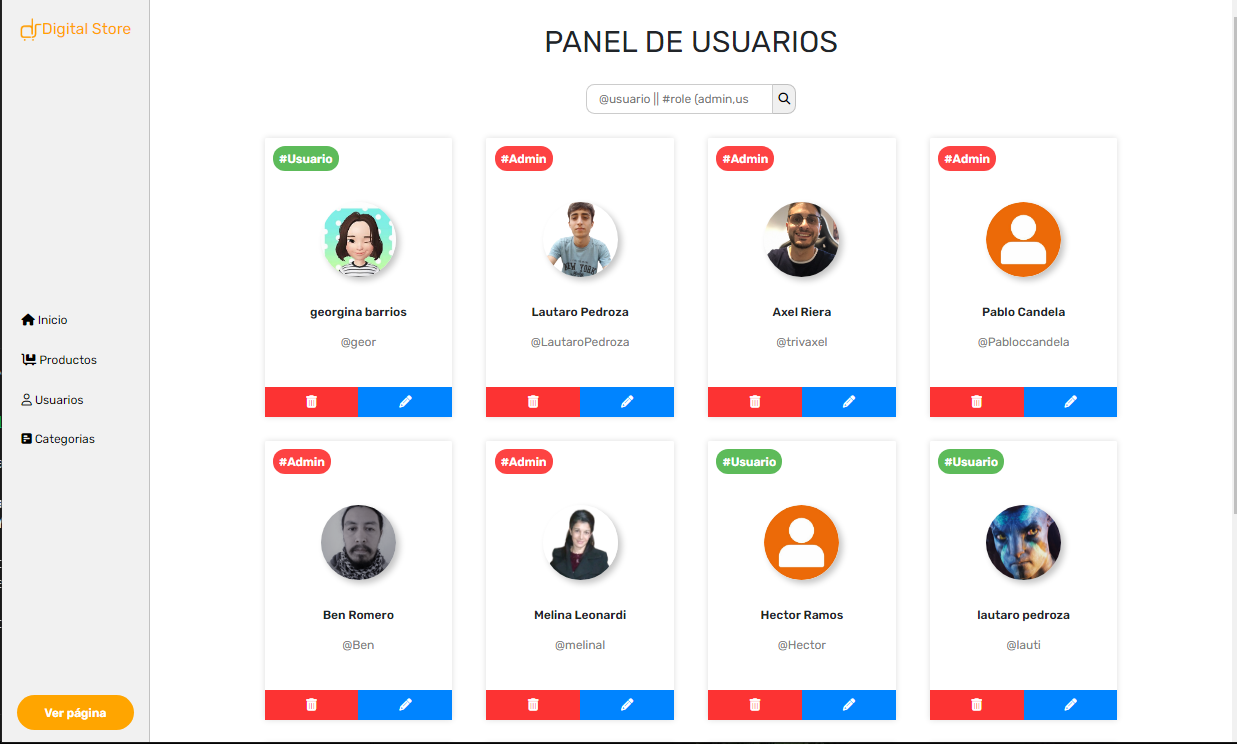 Digital Store
Inicio
Productos
Usuarios
Categorias
Ver página
PANEL DE USUARIOS
@usuario || #role (admin,us
#Usuario
georgina barrios
@geor
#Admin
NEW YORK
Lautaro Pedroza
@LautaroPedroza
#Admin
Axel Riera
@trivaxel
#Admin
Pablo Candela
@Pabloccandela
#Admin
Ben Romero
@Ben
#Admin
Melina Leonardi
@melinal
#Usuario
Hector Ramos
@Hector
#Usuario
lautaro pedroza
@lauti